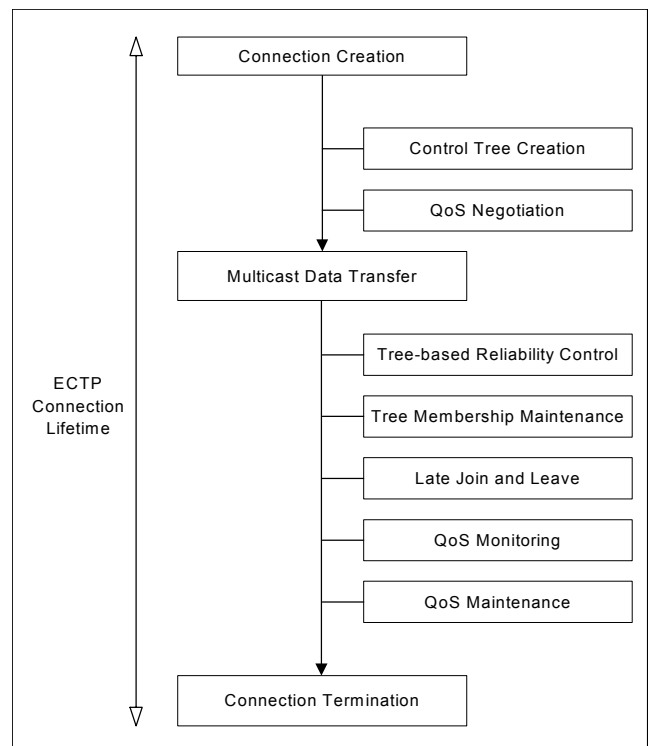 Connection Creation
Control Tree Creation
QoS Negotiation
Multicast Data Transfer
Tree-based Reliability Control
ECTP
Connection
Lifetime
Tree Membership Maintenance
Late Join and Leave
QoS Monitoring
QoS Maintenance
Connection Termination